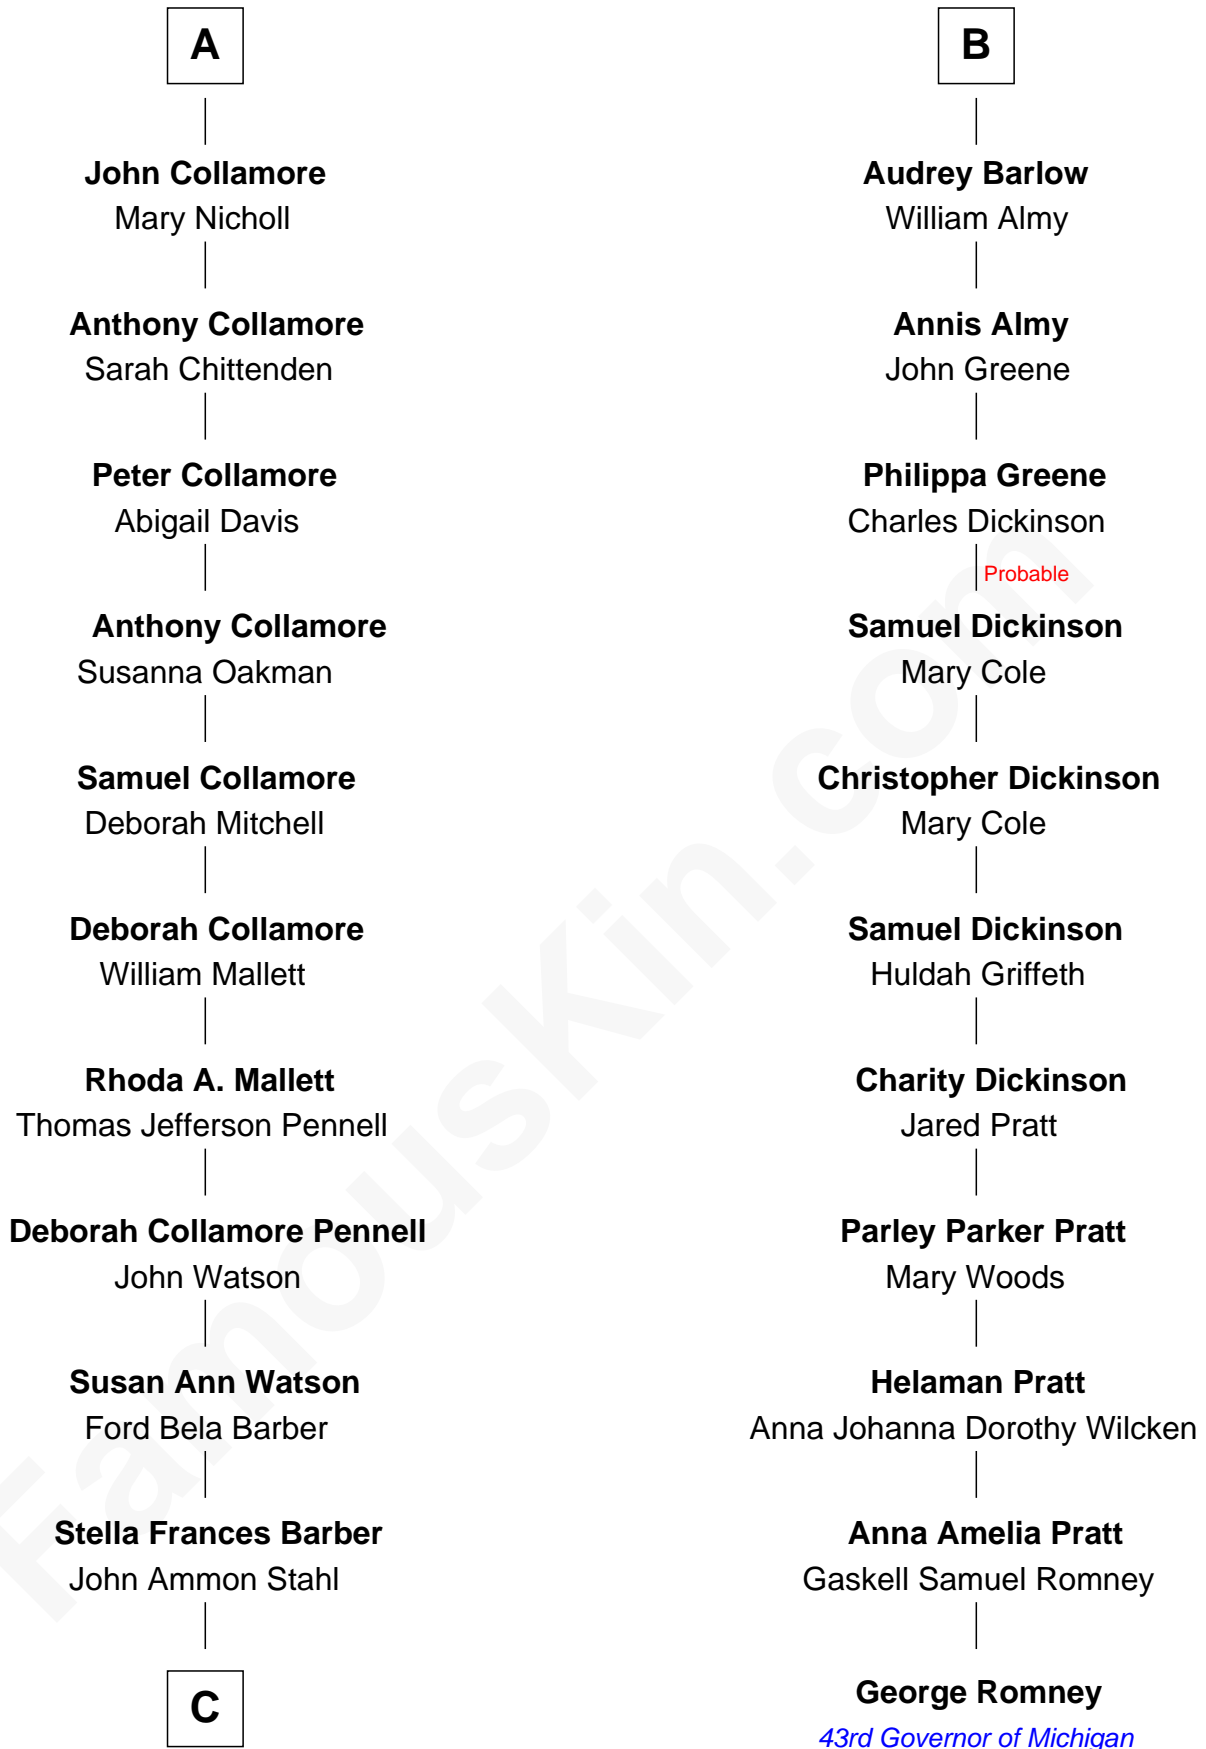 A
John Collamore
Mary Nicholl
Anthony Collamore
Sarah Chittenden
Peter Collamore
Abigail Davis
Anthony Collamore
Susanna Oakman
Samuel Collamore
Deborah Mitchell
Deborah Collamore
William Mallett
Rhoda A. Mallett
Thomas Jefferson Pennell
Deborah Collamore Pennell
John Watson
Susan Ann Watson
Ford Bela Barber
Stella Frances Barber
John Ammon Stahl
C
B
Audrey Barlow
William Almy
Annis Almy
John Greene
Philippa Greene
Charles Dickinson
Probable
Samuel Dickinson
Mary Cole
Christopher Dickinson
Mary Cole
Samuel Dickinson
Huldah Griffeth
Charity Dickinson
Jared Pratt
Parley Parker Pratt
Mary Woods
Helaman Pratt
Anna Johanna Dorothy Wilcken
Anna Amelia Pratt
Gaskell Samuel Romney
George Romney
43rd Governor of Michigan
FamousKin.com